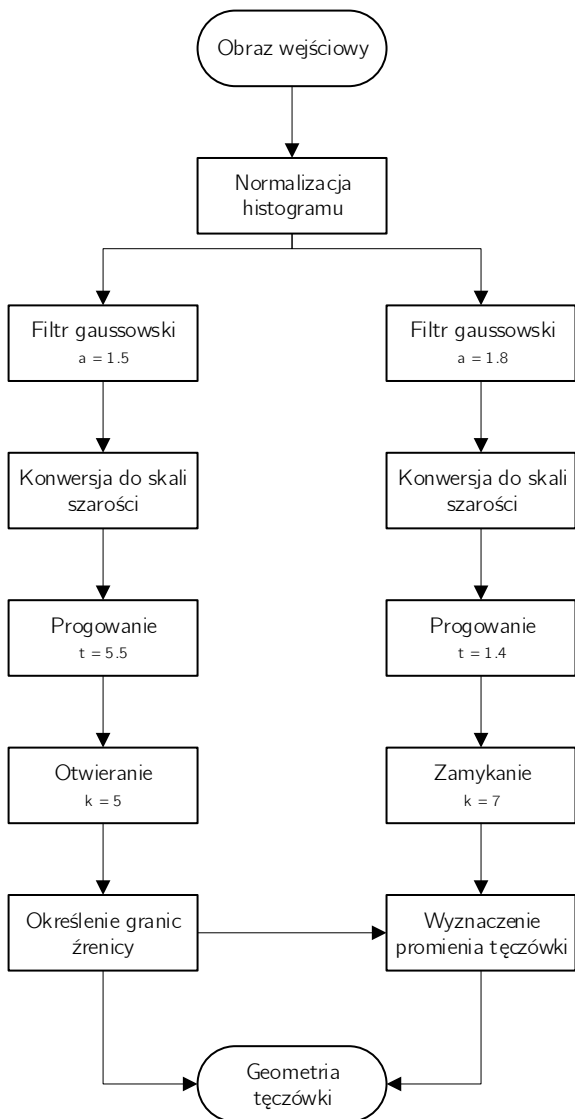 Obraz wejściowy
Normalizacja
histogramu
Filtr gaussowski
a = 1.5
Filtr gaussowski
a = 1.8
Konwersja do skali
szarości
Konwersja do skali
szarości
Progowanie
t = 5.5
Progowanie
t = 1.4
Otwieranie
k = 5
Zamykanie
k = 7
Określenie granic
źrenicy
Wyznaczenie
promienia tęczówki
Geometria
tęczówki